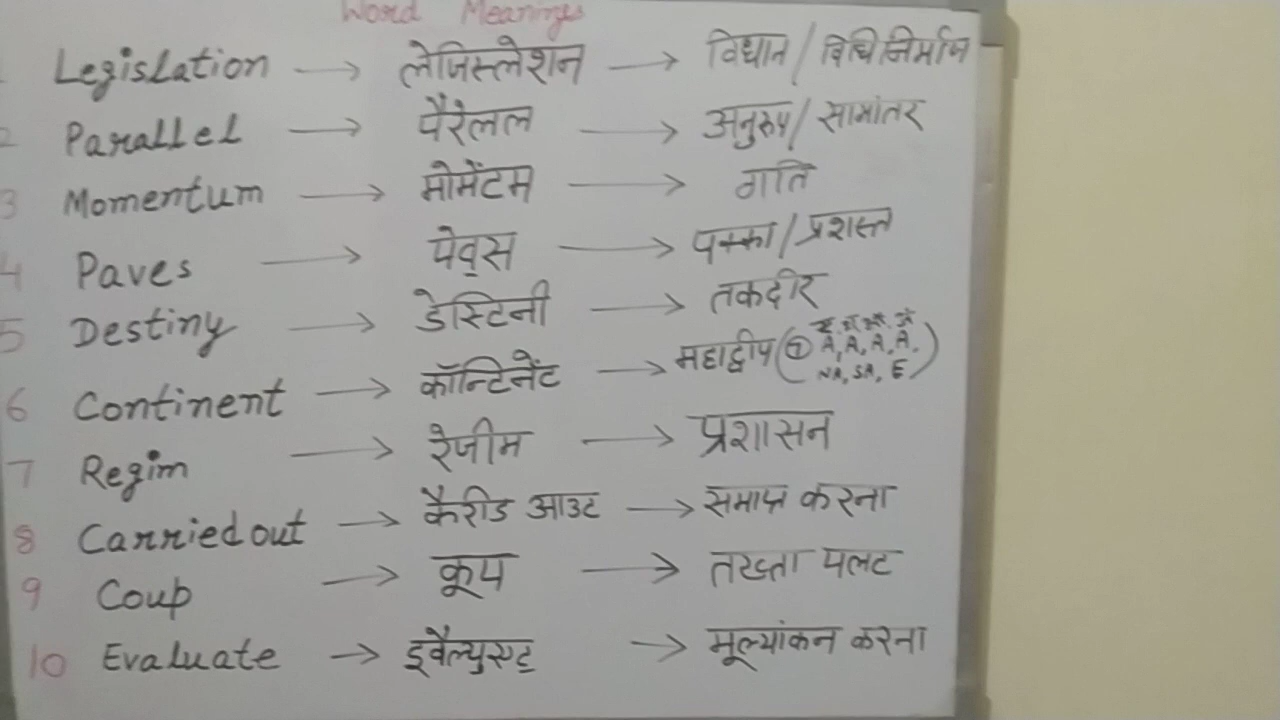 Word Meanings
1 Legislation → लेजिस्लेशन → विधान / विधि निर्माण
2 Parallel → पैरेलल → अनुरुप / सामांतर
3 Momentum → मोमेंटम → गति
4 Paves → पेव्स → पक्का / प्रशस्त
5 Destiny → डेस्टिनी → तकदीर
6 Continent → कॉन्टिनेंट → महाद्वीप (7 A, A, A, A, NA, SA, E)
7 Regim → रेजीम → प्रशासन
8 Carried out → कैरीड आउट → समाप्त करना
9 Coup → कूप → तख्ता पलट
10 Evaluate → इवैल्युएट → मूल्यांकन करना